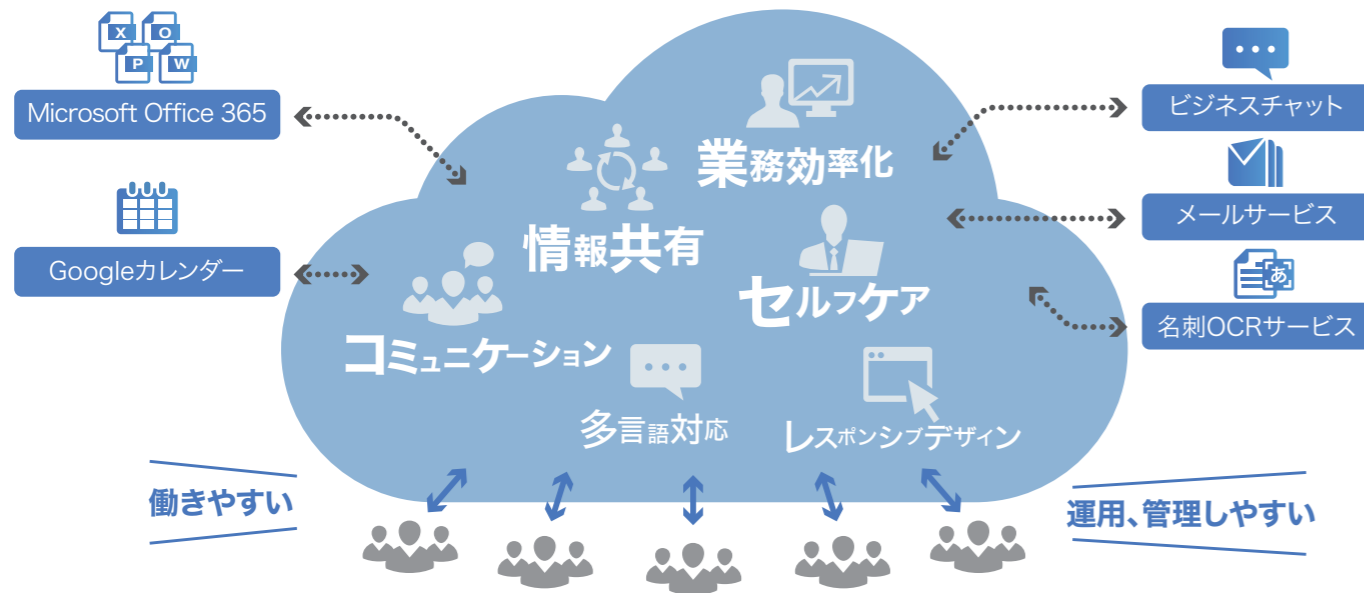 X O
P W
Microsoft Office 365
Googleカレンダー
業務効率化
情報共有
セルフケア
コミュニケーション
多言語対応
レスポンシブデザイン
ビジネスチャット
メールサービス
あ
名刺OCRサービス
働きやすい
運用、管理しやすい